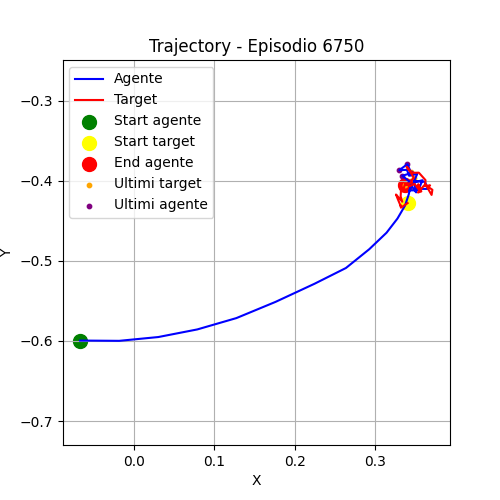 Trajectory - Episodio 6750
Agente
Target
Start agente
Start target
End agente
Ultimi target
Ultimi agente
−0.3
−0.4
−0.5
−0.6
−0.7
Y
0.0
0.1
0.2
0.3
X